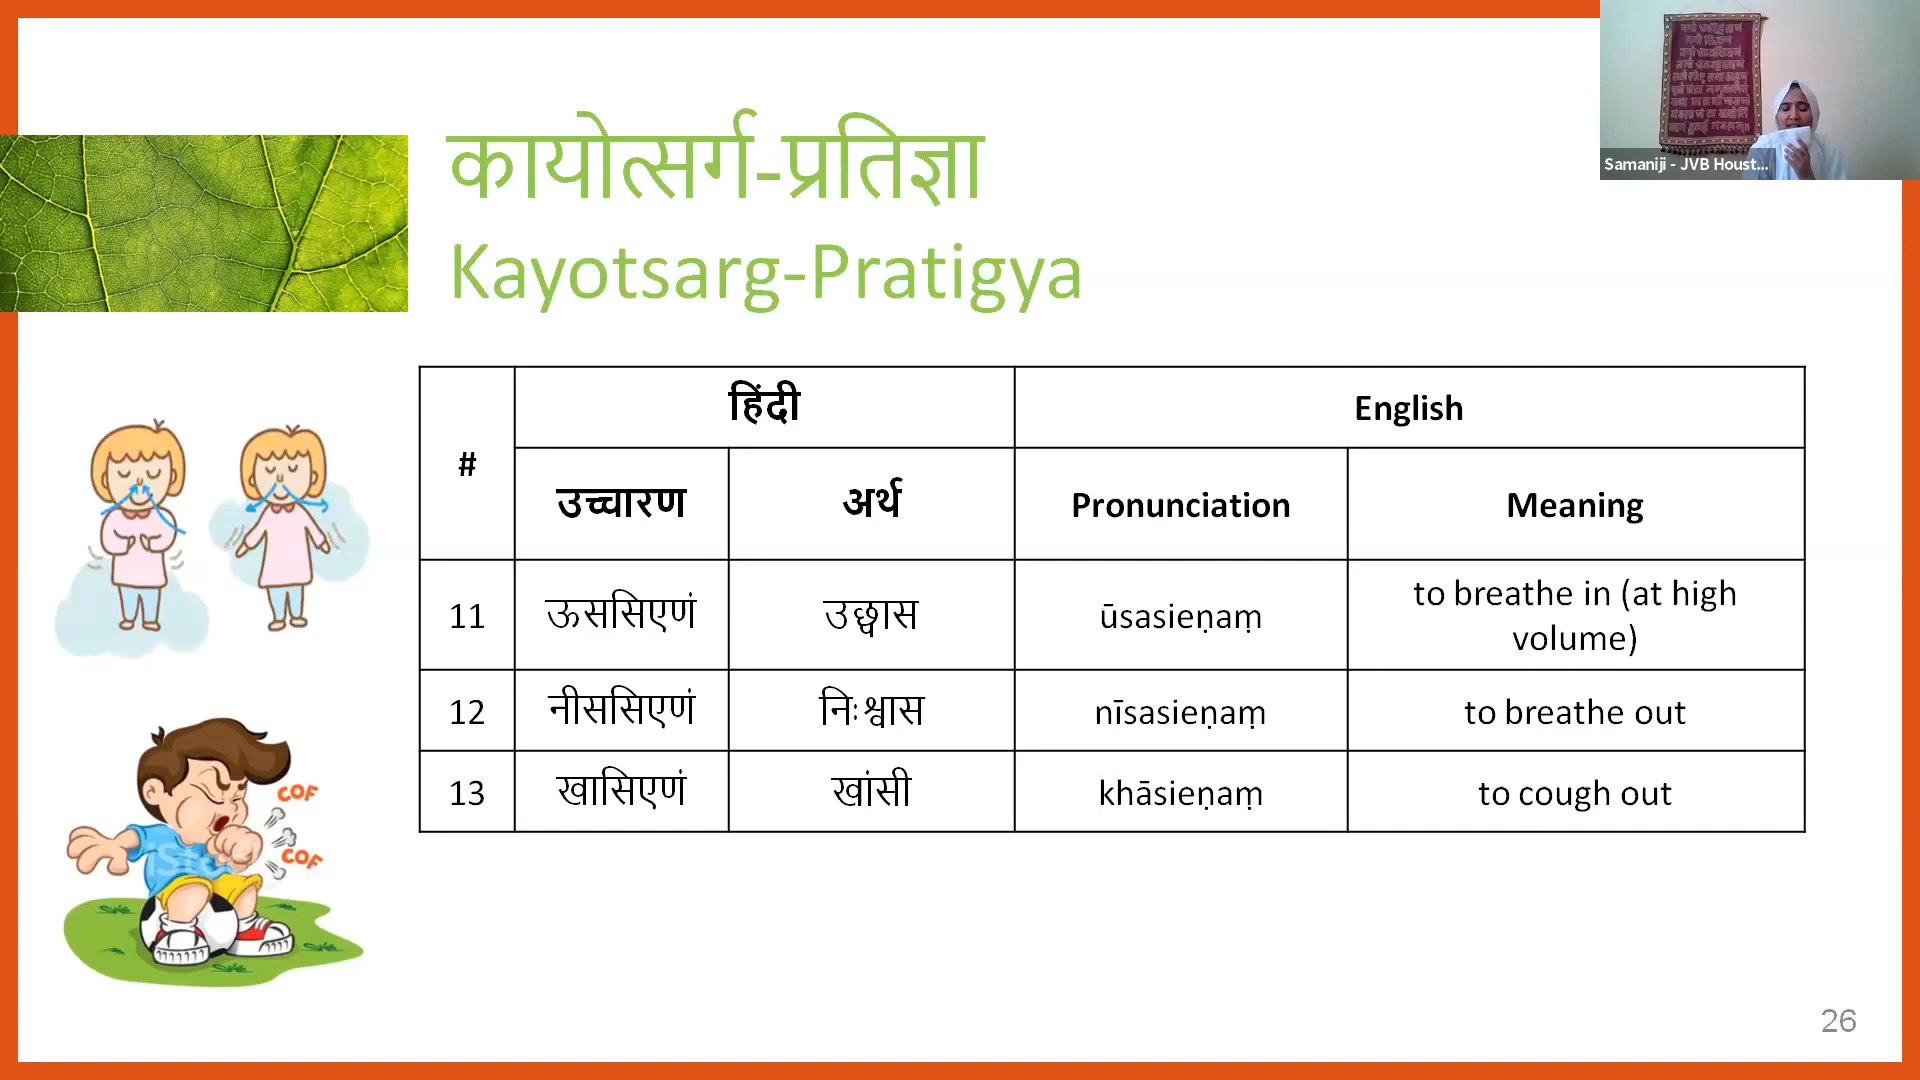 कायोत्सर्ग-प्रतिज्ञा
Kayotsarg-Pratigya
Samaniji - JVB Houst...
#
हिंदी
English
उच्चारण
अर्थ
Pronunciation
Meaning
11
ऊससिएणं
उछ्वास
ūsasieṇaṃ
to breathe in (at high
volume)
12
नीससिएणं
निःश्वास
nīsasieṇaṃ
to breathe out
13
खासिएणं
खांसी
khāsieṇaṃ
to cough out
COF
COF
26